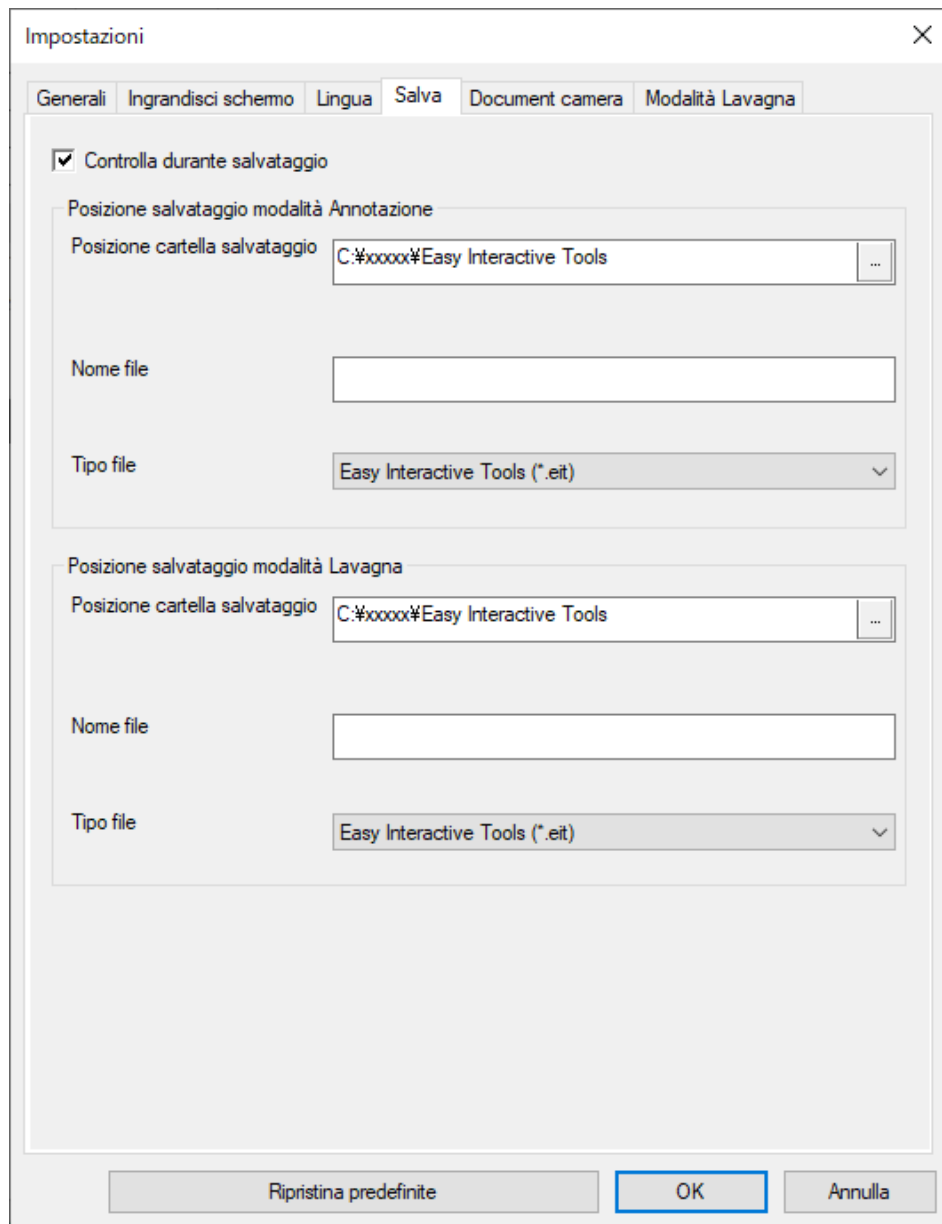 Impostazioni
Generali Ingrandisci schermo Lingua Salva Document camera Modalità Lavagna
Controlla durante salvataggio
Posizione salvataggio modalità Annotazione
Posizione cartella salvataggio C:¥xxxxx¥Easy Interactive Tools ...
Nome file
Tipo file Easy Interactive Tools (*.eit)
Posizione salvataggio modalità Lavagna
Posizione cartella salvataggio C:¥xxxxx¥Easy Interactive Tools ...
Nome file
Tipo file Easy Interactive Tools (*.eit)
Ripristina predefinite OK Annulla